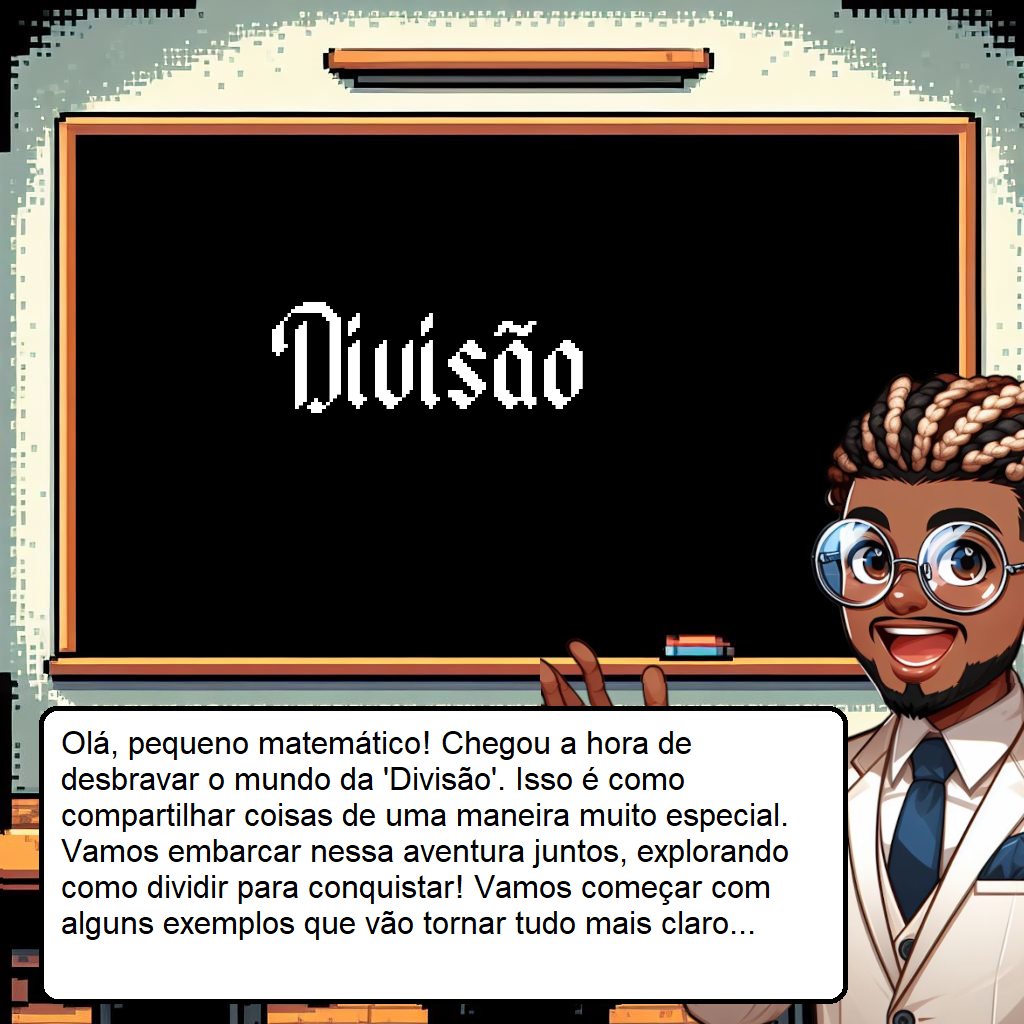 Divisão
Olá, pequeno matemático! Chegou a hora de
desbravar o mundo da 'Divisão'. Isso é como
compartilhar coisas de uma maneira muito especial.
Vamos embarcar nessa aventura juntos, explorando
como dividir para conquistar! Vamos começar com
alguns exemplos que vão tornar tudo mais claro...